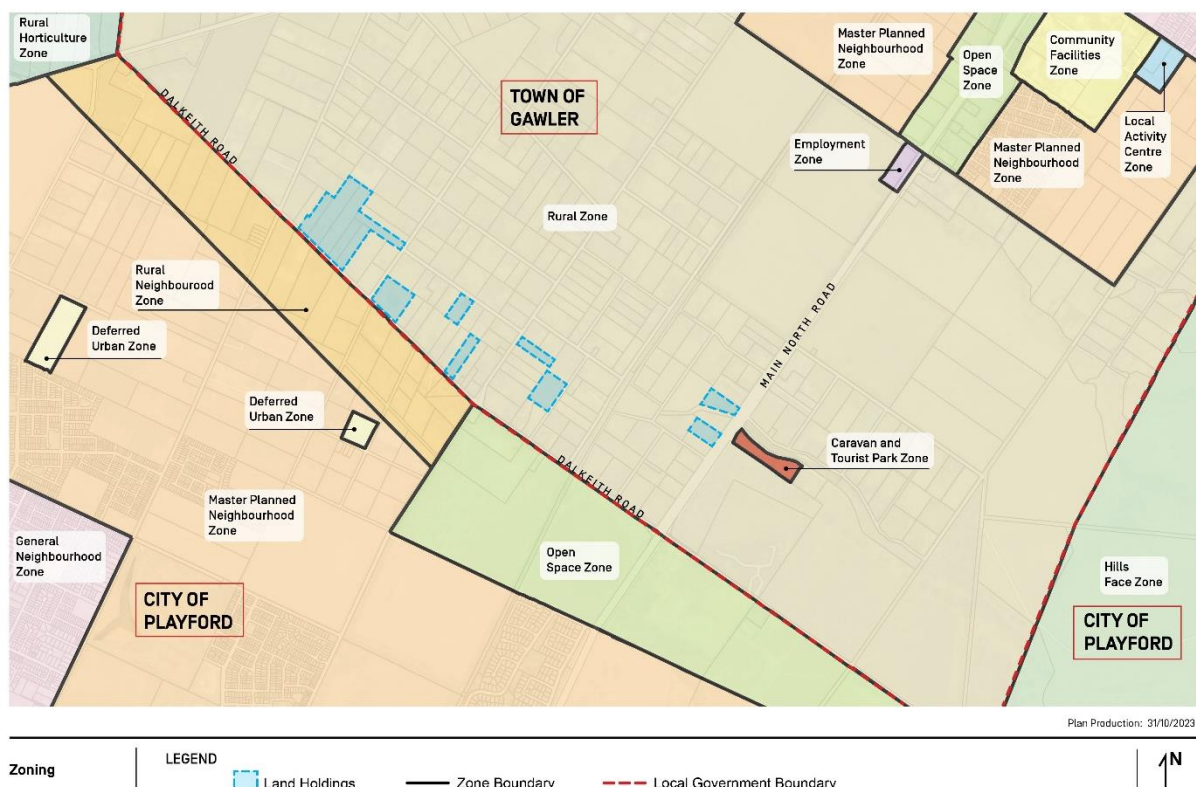 Rural
Horticulture
Zone
DALKEITH ROAD
TOWN OF
GAWLER
Master Planned
Neighbourhood
Zone
Open
Space
Zone
Community
Facilities
Zone
Local
Activity
Centre
Zone
Employment
Zone
Master Planned
Neighbourhood
Zone
Rural Zone
Rural
Neighbourood
Zone
Deferred
Urban Zone
Deferred
Urban Zone
MAIN NORTH ROAD
Caravan and
Tourist Park Zone
DALKEITH ROAD
Master Planned
Neighbourhood
Zone
General
Neighbourhood
Zone
Open
Space Zone
Hills
Face Zone
CITY OF
PLAYFORD
CITY OF
PLAYFORD
Plan Production: 31/10/2023
Zoning
LEGEND
Land Holdings
Zone Boundary
Local Government Boundary
N